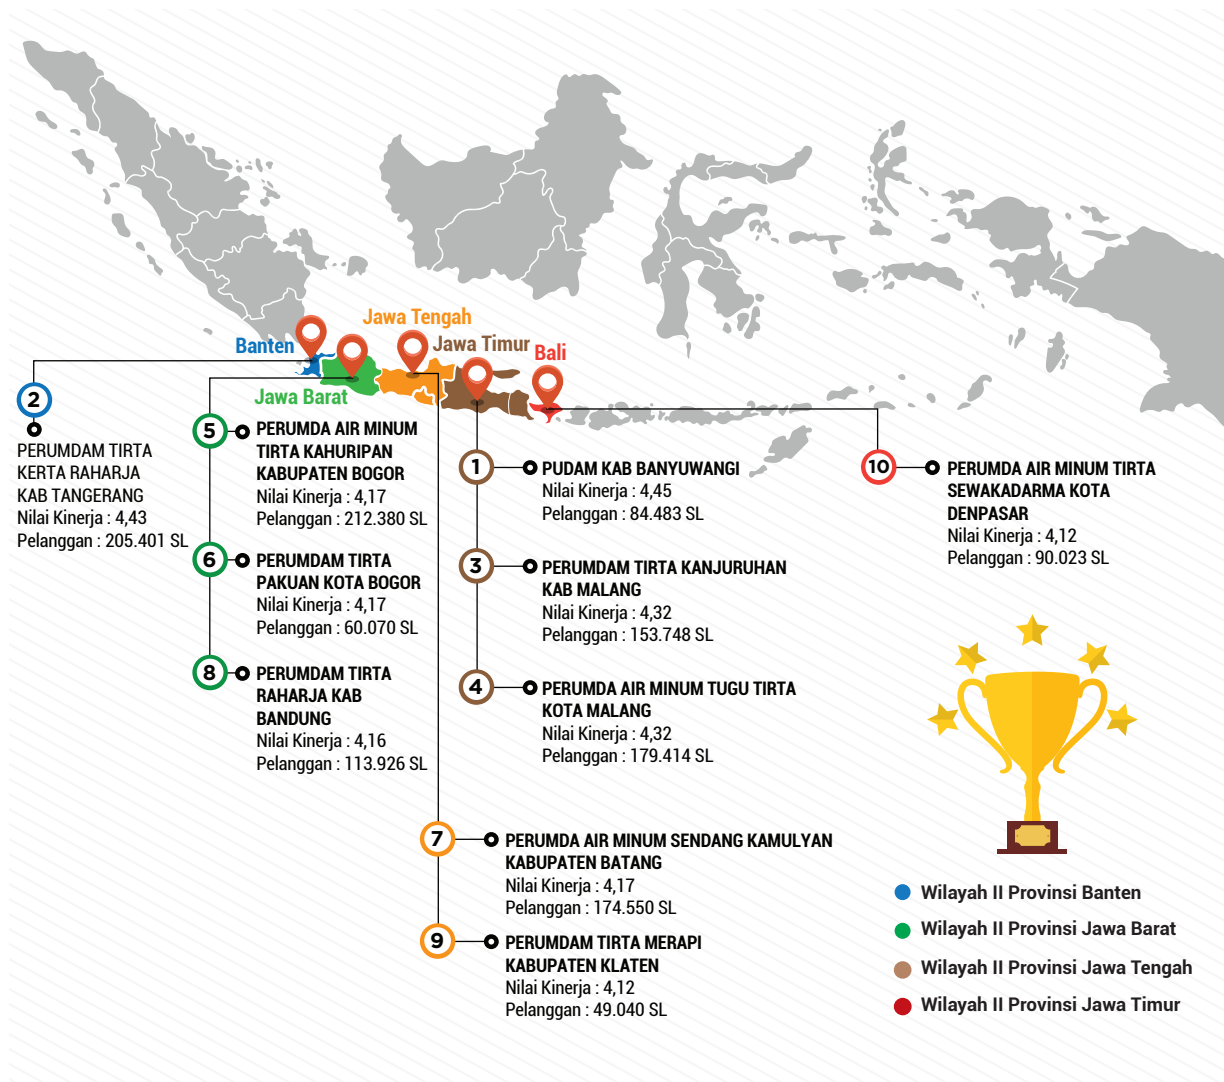 Jawa Tengah
Jawa Timur
Banten
Bali
Jawa Barat
2
PERUMDAM TIRTA
KERTA RAHARJA
KAB TANGERANG
Nilai Kinerja : 4,43
Pelanggan : 205.401 SL
5
PERUMDA AIR MINUM
TIRTA KAHURIPAN
KABUPATEN BOGOR
Nilai Kinerja : 4,17
Pelanggan : 212.380 SL
6
PERUMDAM TIRTA
PAKUAN KOTA BOGOR
Nilai Kinerja : 4,17
Pelanggan : 60.070 SL
8
PERUMDAM TIRTA
RAHARJA KAB
BANDUNG
Nilai Kinerja : 4,16
Pelanggan : 113.926 SL
1
PUDAM KAB BANYUWANGI
Nilai Kinerja : 4,45
Pelanggan : 84.483 SL
3
PERUMDAM TIRTA KANJURUHAN
KAB MALANG
Nilai Kinerja : 4,32
Pelanggan : 153.748 SL
4
PERUMDA AIR MINUM TUGU TIRTA
KOTA MALANG
Nilai Kinerja : 4,32
Pelanggan : 179.414 SL
7
PERUMDA AIR MINUM SENDANG KAMULYAN
KABUPATEN BATANG
Nilai Kinerja : 4,17
Pelanggan : 174.550 SL
9
PERUMDAM TIRTA MERAPI
KABUPATEN KLATEN
Nilai Kinerja : 4,12
Pelanggan : 49.040 SL
10
PERUMDA AIR MINUM TIRTA
SEWAKADARMA KOTA
DENPASAR
Nilai Kinerja : 4,12
Pelanggan : 90.023 SL
Wilayah II Provinsi Banten
Wilayah II Provinsi Jawa Barat
Wilayah II Provinsi Jawa Tengah
Wilayah II Provinsi Jawa Timur